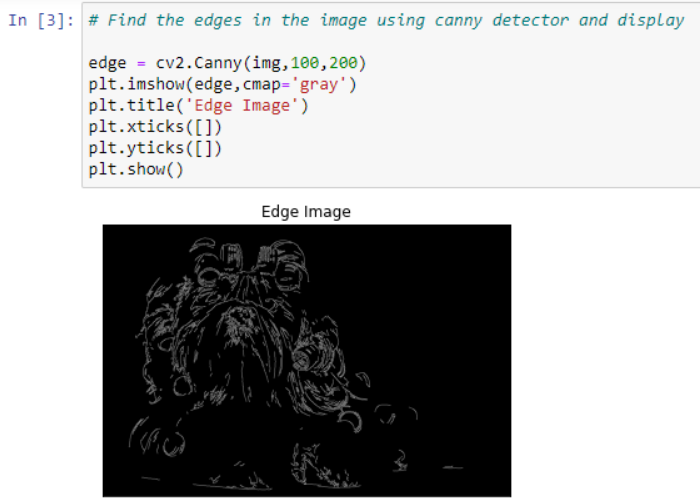 In [3]: # Find the edges in the image using canny detector and display
edge = cv2.Canny(img,100,200)
plt.imshow(edge,cmap='gray')
plt.title('Edge Image')
plt.xticks([])
plt.yticks([])
plt.show()
Edge Image